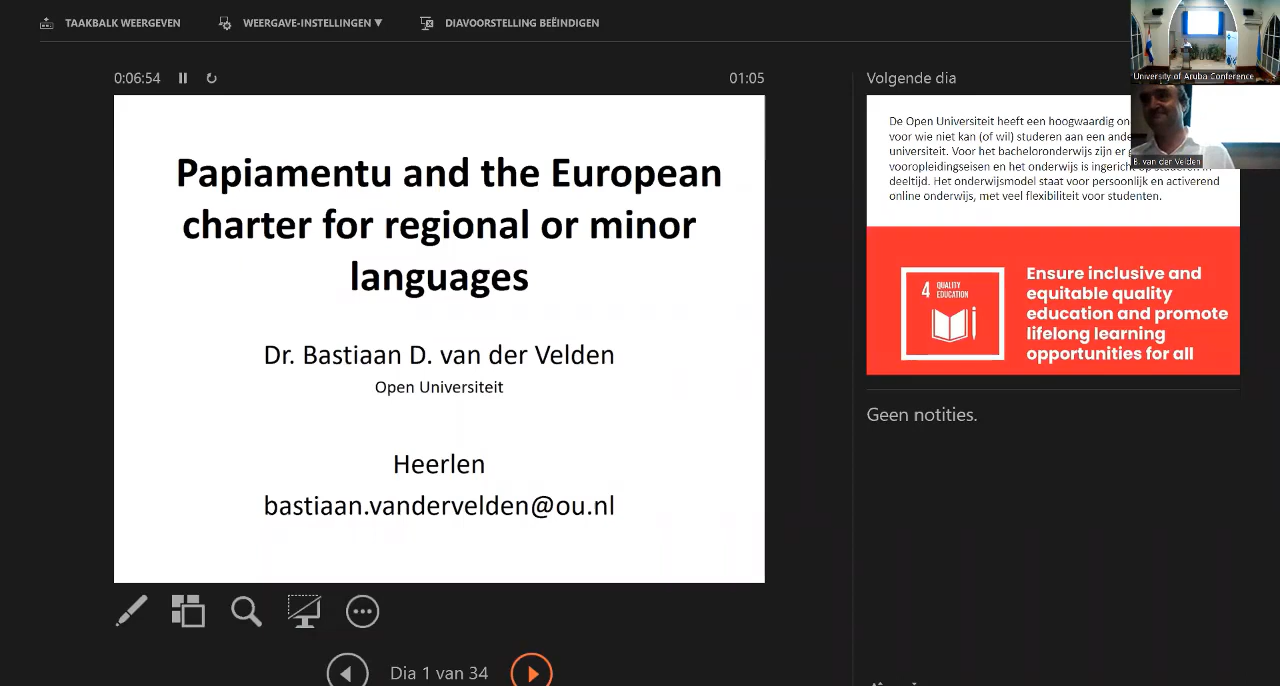 TAAKBALK WEERGEVEN
WEERGAVE-INSTELLINGEN ▼
DIAVOORSTELLING BEËINDIGEN
0:06:54
01:05
Papiamentu and the European
charter for regional or minor
languages
Dr. Bastiaan D. van der Velden
Open Universiteit
Heerlen
bastiaan.vandervelden@ou.nl
Dia 1 van 34
Volgende dia
De Open Universiteit heeft een hoogwaardig
voor wie niet kan (of wil) studeren aan een
universiteit. Voor het bacheloronderwijs zijn er
vooropleidingseisen en het onderwijs is ingericht op studeren in
deeltijd. Het onderwijsmodel staat voor persoonlijk en activerend
online onderwijs, met veel flexibiliteit voor studenten.
4 QUALITY
EDUCATION
Ensure inclusive and
equitable quality
education and promote
lifelong learning
opportunities for all
Geen notities.
University of Aruba Conference
B. van der Velden